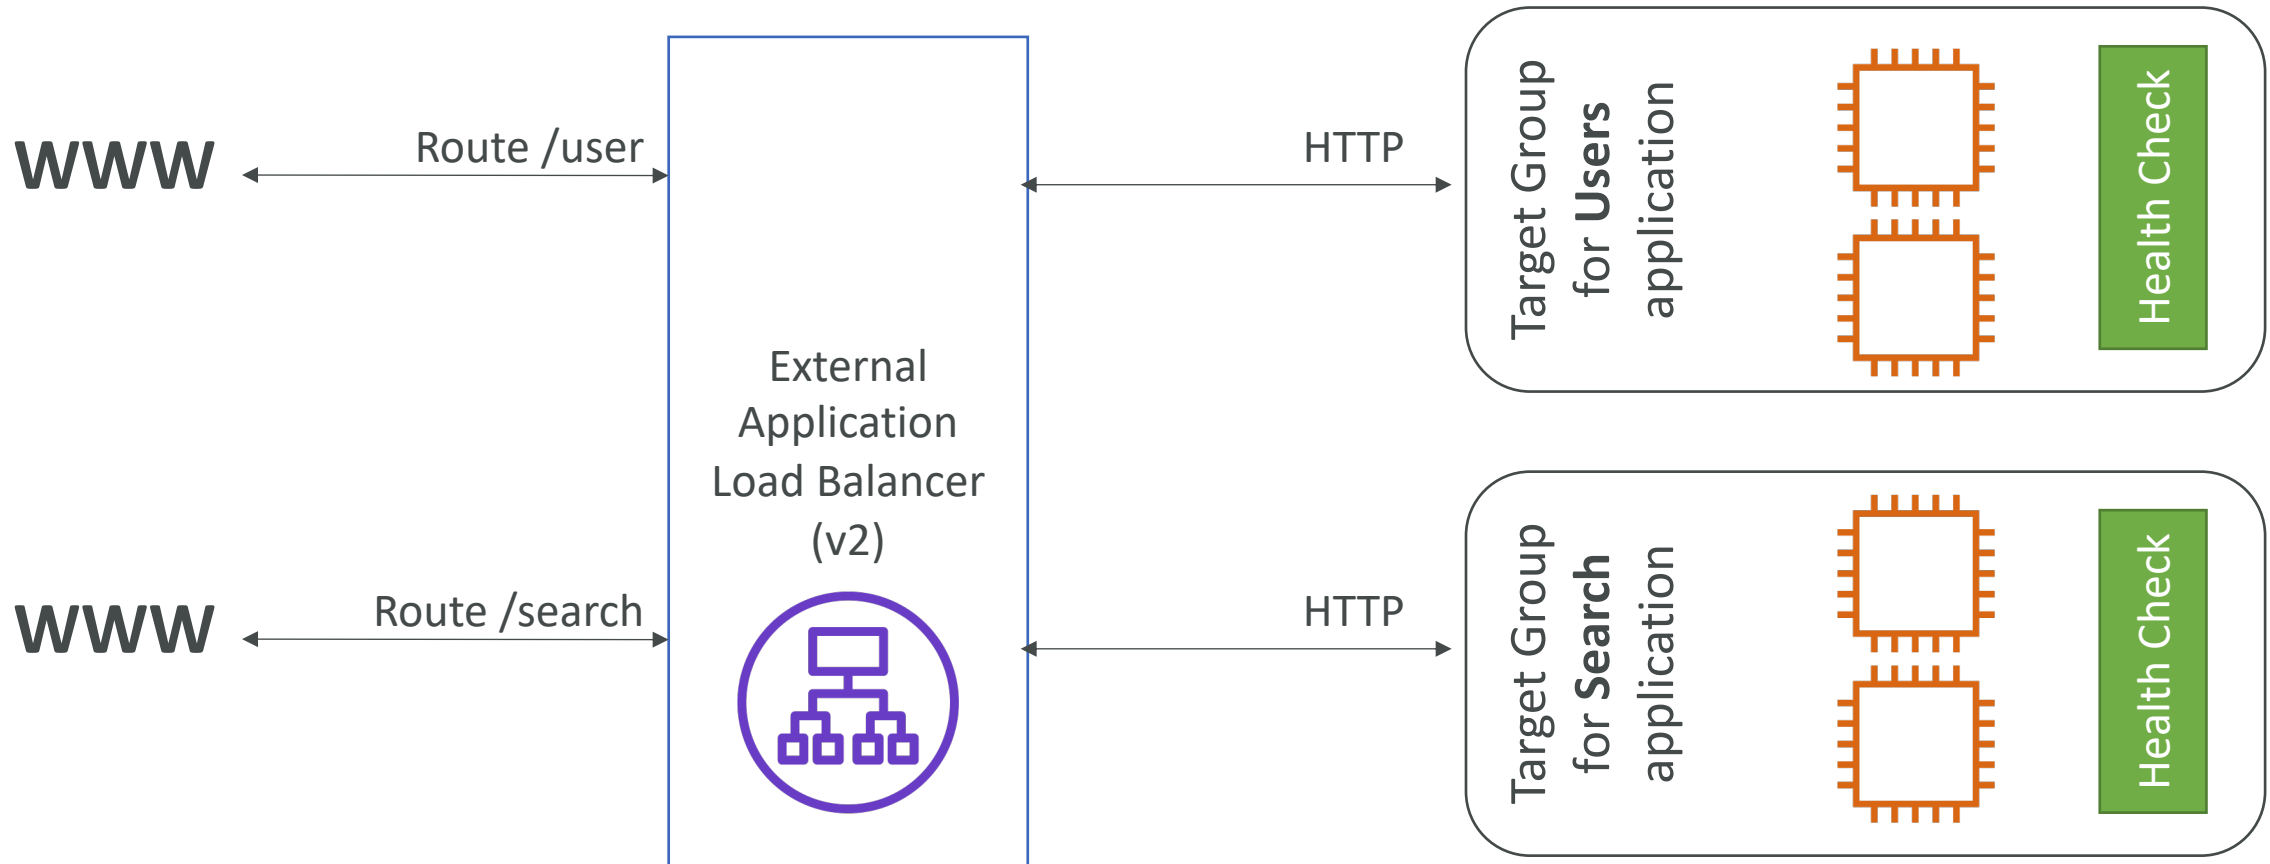 WWW
Route /user
HTTP
Target Group
for Users
application
Health Check
External
Application
Load Balancer
(v2)
WWW
Route /search
HTTP
Target Group
for Search
application
Health Check